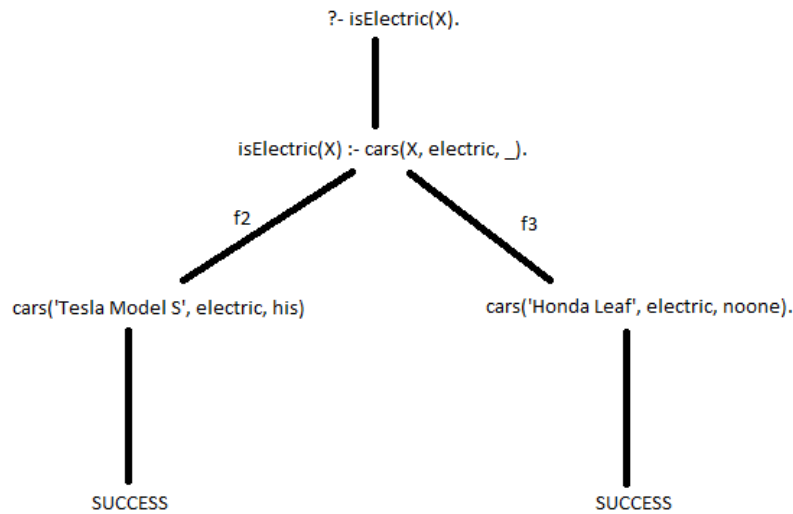 ?- isElectric(X).
isElectric(X) :- cars(X, electric, _).
f2
f3
cars('Tesla Model S', electric, his)
cars('Honda Leaf', electric, noone).
SUCCESS
SUCCESS